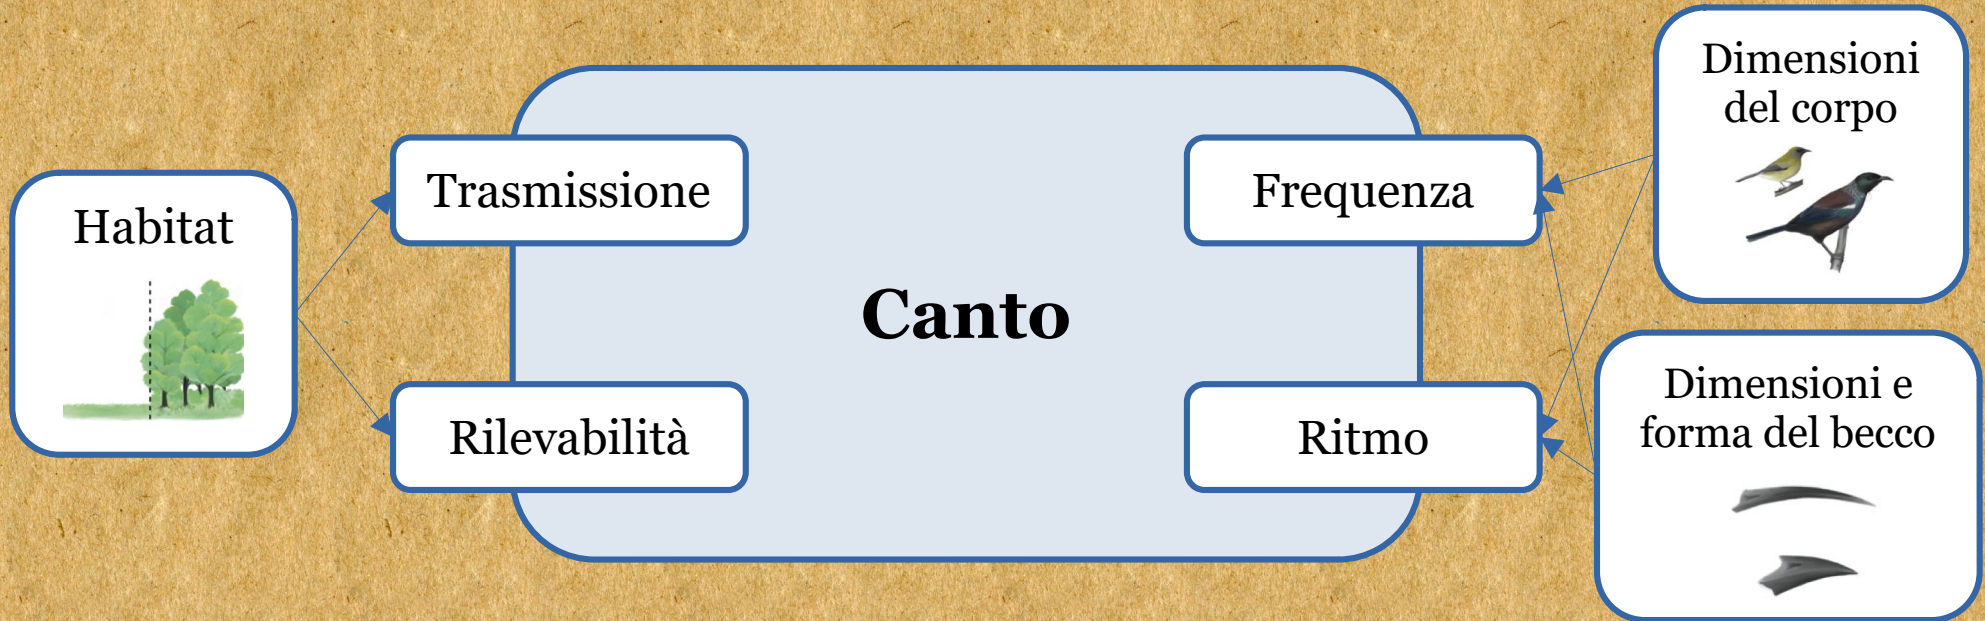 Habitat
Trasmissione
Rilevabilità
Canto
Frequenza
Ritmo
Dimensioni
del corpo
Dimensioni e
forma del becco